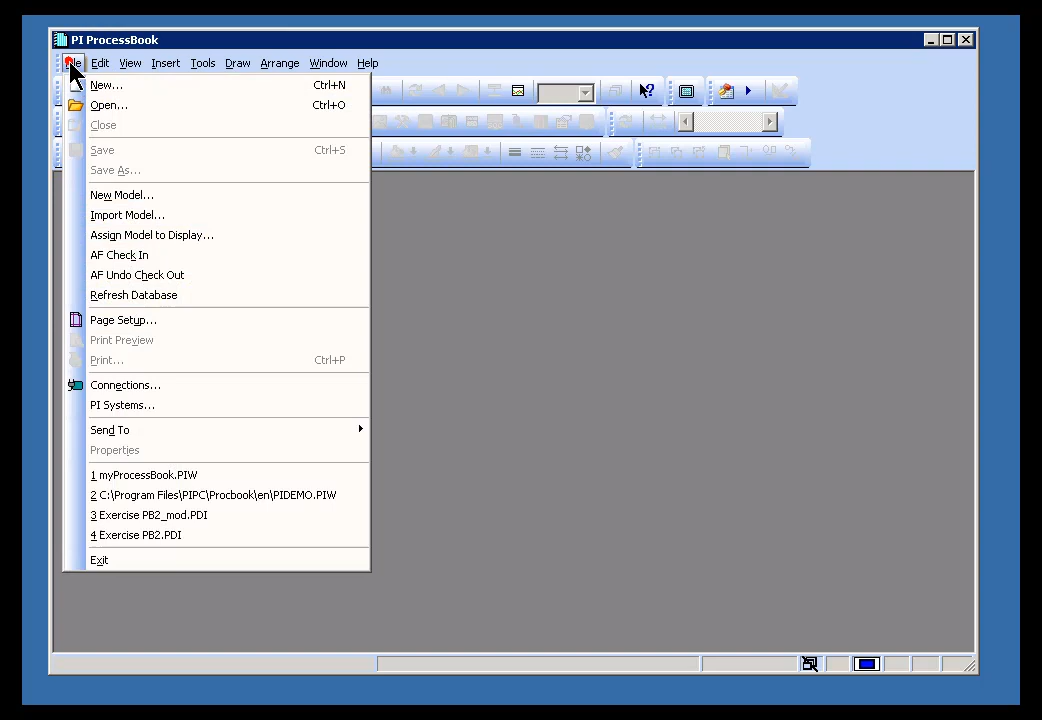 PI ProcessBook
File Edit View Insert Tools Draw Arrange Window Help
New... Ctrl+N
Open... Ctrl+O
Close
Save Ctrl+S
Save As...
New Model...
Import Model...
Assign Model to Display...
AF Check In
AF Undo Check Out
Refresh Database
Page Setup...
Print Preview
Print... Ctrl+P
Connections...
PI Systems...
Send To
Properties
1 myProcessBook.PIW
2 C:\Program Files\PIPC\Procbook\en\PIDEMO.PIW
3 Exercise PB2_mod.PDI
4 Exercise PB2.PDI
Exit